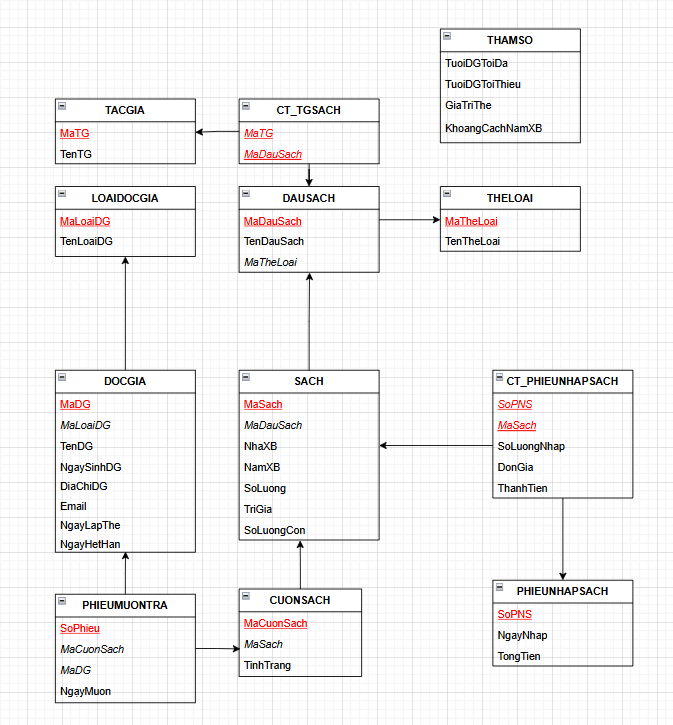 THAMSO
TuoiDGToiDa
TuoiDGToiThieu
GiaTriThe
KhoangCachNamXB
TACGIA
MaTG
TenTG
CT_TGSACH
MaTG
MaDauSach
LOAIDOCGIA
MaLoaiDG
TenLoaiDG
DAUSACH
MaDauSach
TenDauSach
MaTheLoai
THELOAI
MaTheLoai
TenTheLoai
DOCGIA
MaDG
MaLoaiDG
TenDG
NgaySinhDG
DiaChiDG
Email
NgayLapThe
NgayHetHan
SACH
MaSach
MaDauSach
NhaXB
NamXB
SoLuong
TriGia
SoLuongCon
CT_PHIEUNHAPSACH
SoPNS
MaSach
SoLuongNhap
DonGia
ThanhTien
PHIEUMUONTRA
SoPhieu
MaCuonSach
MaDG
NgayMuon
CUONSACH
MaCuonSach
MaSach
TinhTrang
PHIEUNHAPSACH
SoPNS
NgayNhap
TongTien